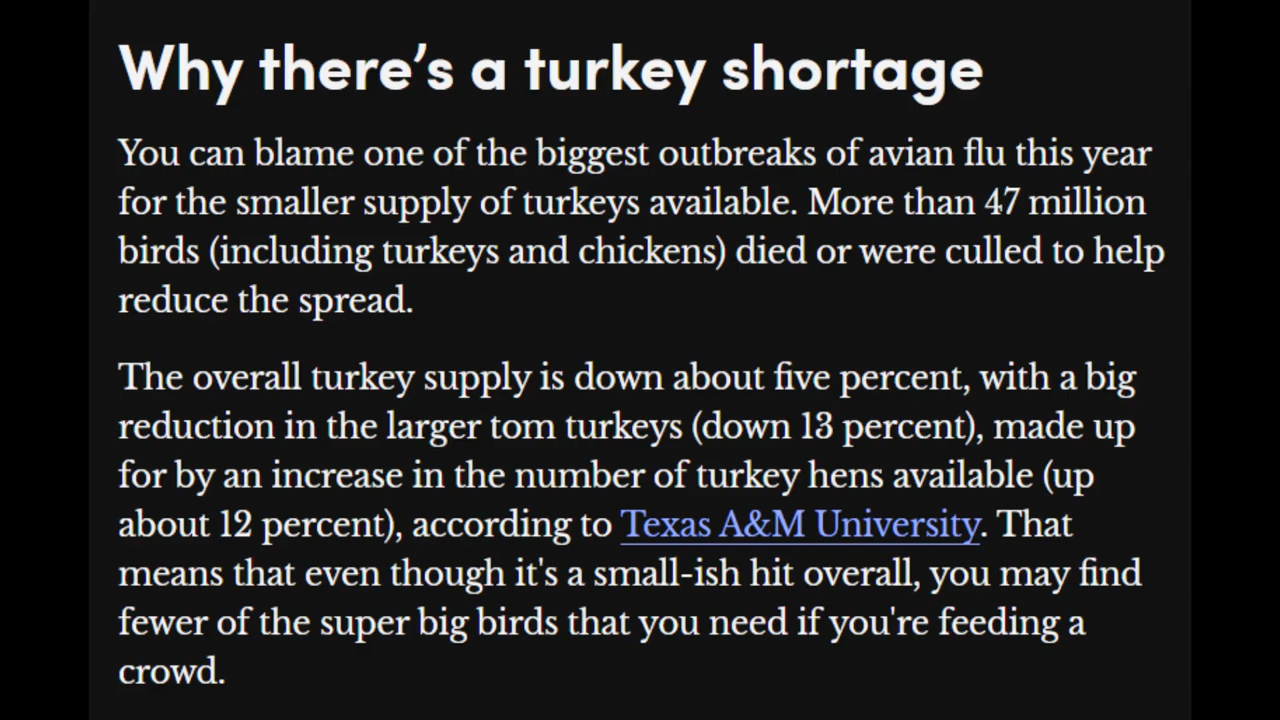 Why there’s a turkey shortage
You can blame one of the biggest outbreaks of avian flu this year
for the smaller supply of turkeys available. More than 47 million
birds (including turkeys and chickens) died or were culled to help
reduce the spread.
The overall turkey supply is down about five percent, with a big
reduction in the larger tom turkeys (down 13 percent), made up
for by an increase in the number of turkey hens available (up
about 12 percent), according to Texas A&M University. That
means that even though it's a small-ish hit overall, you may find
fewer of the super big birds that you need if you're feeding a
crowd.